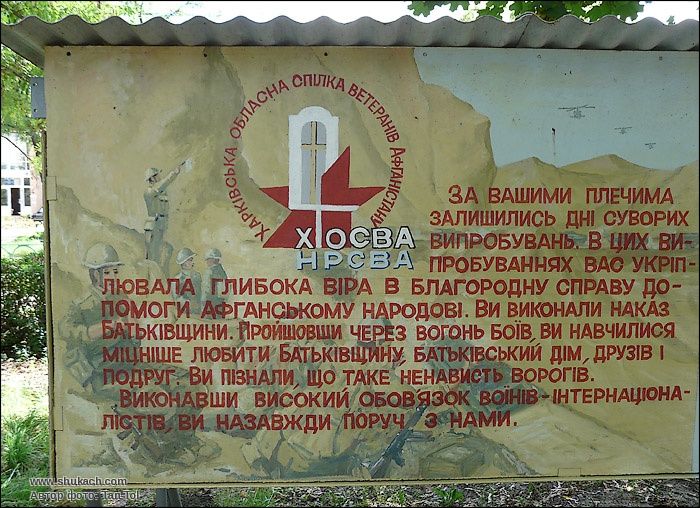 ХАРКІВСЬКА ОБЛАСНА СПІЛКА ВЕТЕРАНІВ АФГАНІСТАНУ
ХОСВА
НРСВА
ЗА ВАШИМИ ПЛЕЧИМА
ЗАЛИШИЛИСЬ ДНІ СУВОРИХ
ВИПРОБУВАНЬ. В ЦИХ ВИ-
ПРОБУВАННЯХ ВАС УКРІП-
ЛЮВАЛА ГЛИБОКА ВІРА В БЛАГОРОДНУ СПРАВУ ДО-
ПОМОГИ АФГАНСЬКОМУ НАРОДОВІ. ВИ ВИКОНАЛИ НАКАЗ
БАТЬКІВЩИНИ. ПРОЙШОВШИ ЧЕРЕЗ ВОГОНЬ БОЇВ, ВИ НАВЧИЛИСЯ
МІЦНІШЕ ЛЮБИТИ БАТЬКІВЩИНУ, БАТЬКІВСЬКИЙ ДІМ, ДРУЗІВ І
ПОДРУГ. ВИ ПІЗНАЛИ, ЩО ТАКЕ НЕНАВИСТЬ ВОРОГІВ.
ВИКОНАВШИ ВИСОКИЙ ОБОВ'ЯЗОК ВОЇНІВ-ІНТЕРНАЦІОНА-
ЛІСТІВ, ВИ НАЗАВЖДИ ПОРУЧ З НАМИ.
www.shukach.com
Автор фото: Tan-Tol